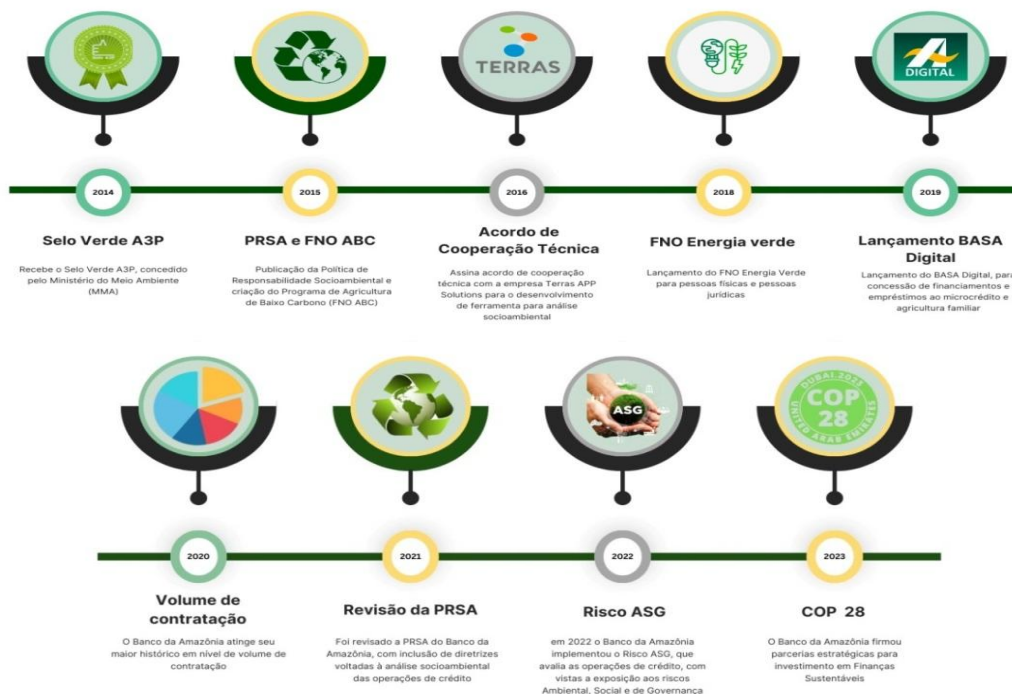 TERRAS
A
DIGITAL
2014
2015
2016
2018
2019
Selo Verde A3P
Recebe o Selo Verde A3P, concedido
pelo Ministério do Meio Ambiente
(MMA)
PRSA e FNO ABC
Publicação da Política de
Responsabilidade Socioambiental e
criação do Programa de Agricultura
de Baixo Carbono (FNO ABC)
Acordo de
Cooperação Técnica
Assina acordo de cooperação
técnica com a empresa Terras APP
Solutions para o desenvolvimento
de ferramenta para análise
socioambiental
FNO Energia verde
Lançamento do FNO Energia Verde
para pessoas físicas e pessoas
jurídicas
Lançamento BASA
Digital
Lançamento do BASA Digital, para
concessão de financiamentos e
empréstimos ao microcrédito e
agricultura familiar
ASG
DUBAI 2023
COP
28
UNITED ARAB EMIRATES
2020
2021
2022
2023
Volume de
contratação
O Banco da Amazônia atinge seu
maior histórico em nível de volume de
contratação
Revisão da PRSA
Foi revisado a PRSA do Banco da
Amazônia, com inclusão de diretrizes
voltadas à análise socioambiental
das operações de crédito
Risco ASG
em 2022 o Banco da Amazônia
implementou o Risco ASG, que
avalia as operações de crédito, com
vistas a exposição aos riscos
Ambiental, Social e de Governança
COP 28
O Banco da Amazônia firmou
parcerias estratégicas para
investimento em Finanças
Sustentáveis